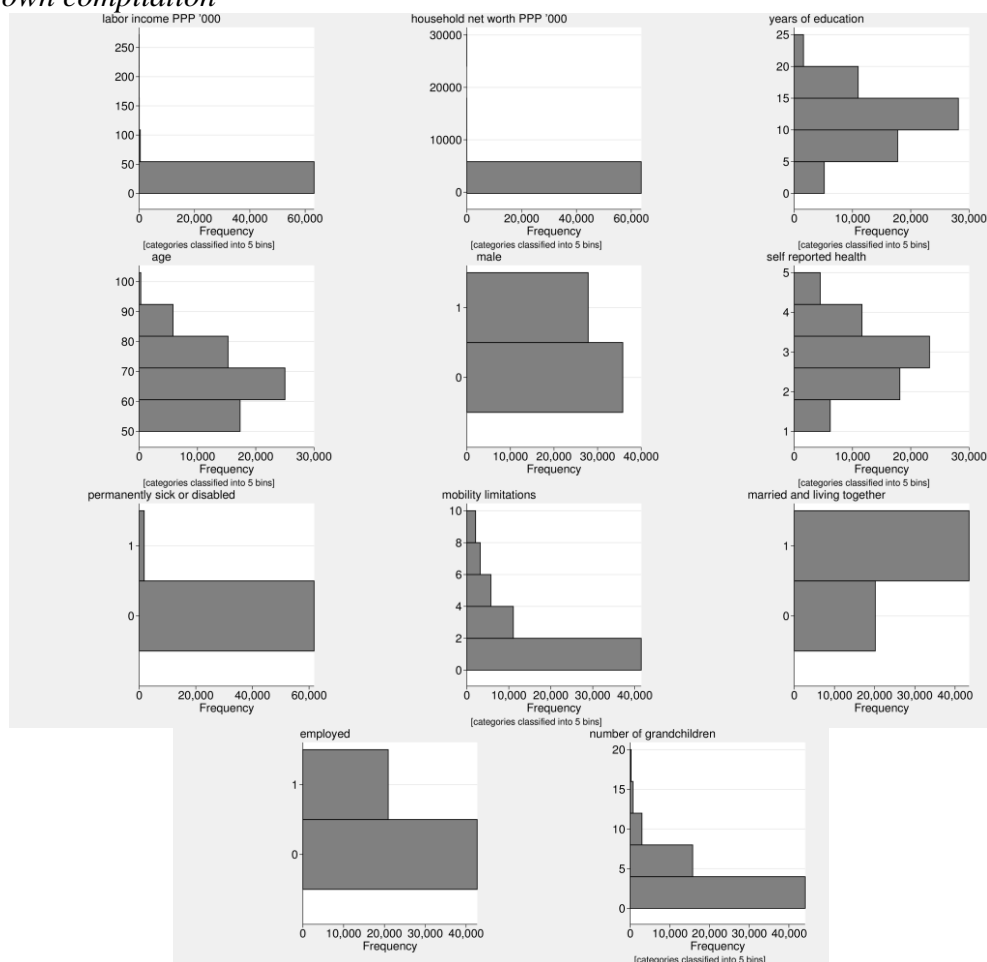 own compilation
labor income PPP '000
250
200
150
100
50
0
0 20,000 40,000 60,000
Frequency
[categories classified into 5 bins]
household net worth PPP '000
30000
20000
10000
0
0 20,000 40,000 60,000
Frequency
[categories classified into 5 bins]
years of education
25
20
15
10
5
0
0 10,000 20,000 30,000
Frequency
[categories classified into 5 bins]
age
100
90
80
70
60
50
0 10,000 20,000 30,000
Frequency
[categories classified into 5 bins]
male
1
0
0 10,000 20,000 30,000 40,000
Frequency
self reported health
5
4
3
2
1
0 10,000 20,000 30,000
Frequency
[categories classified into 5 bins]
permanently sick or disabled
1
0
0 20,000 40,000 60,000
Frequency
mobility limitations
10
8
6
4
2
0
0 10,000 20,000 30,000 40,000
Frequency
[categories classified into 5 bins]
married and living together
1
0
0 10,000 20,000 30,000 40,000
Frequency
employed
1
0
0 10,000 20,000 30,000 40,000
Frequency
number of grandchildren
20
15
10
5
0
0 10,000 20,000 30,000 40,000
Frequency
[categories classified into 5 bins]